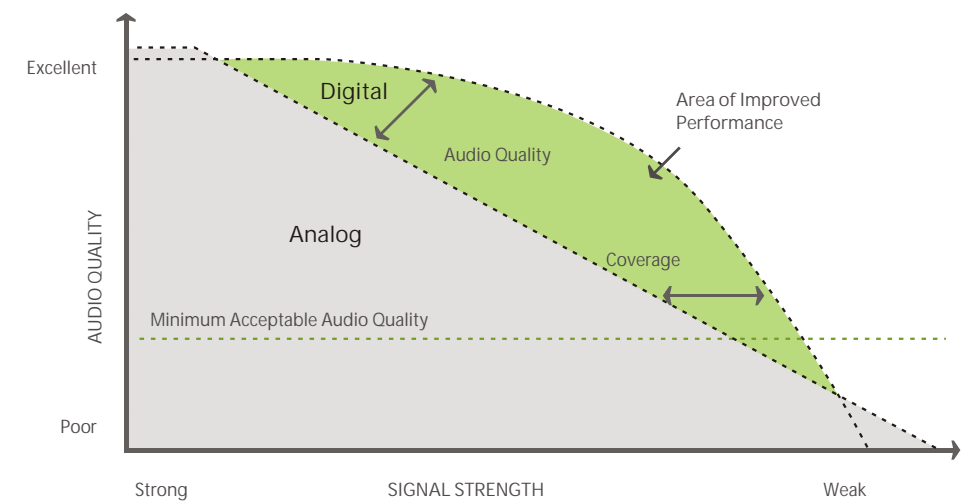 Excellent
Digital
Area of Improved
Performance
Audio Quality
Analog
Coverage
AUDIO QUALITY
Minimum Acceptable Audio Quality
Poor
Strong
SIGNAL STRENGTH
Weak